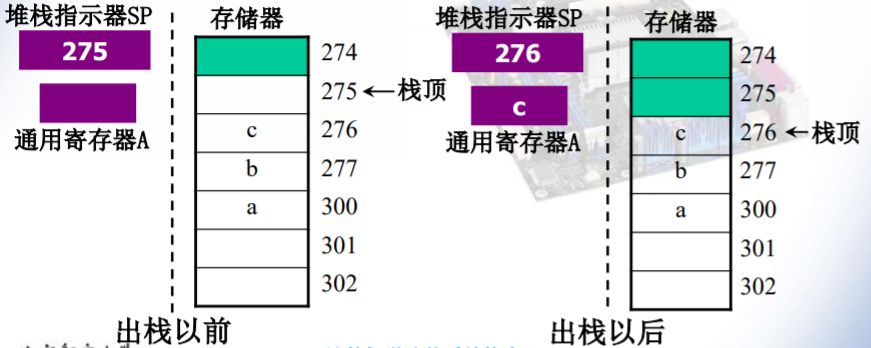 堆栈指示器SP
275
通用寄存器A
存储器
274
275 ←栈顶
c 276
b 277
a 300
301
302
出栈以前
堆栈指示器SP
276
c
通用寄存器A
存储器
274
275
c 276 ←栈顶
b 277
a 300
301
302
出栈以后